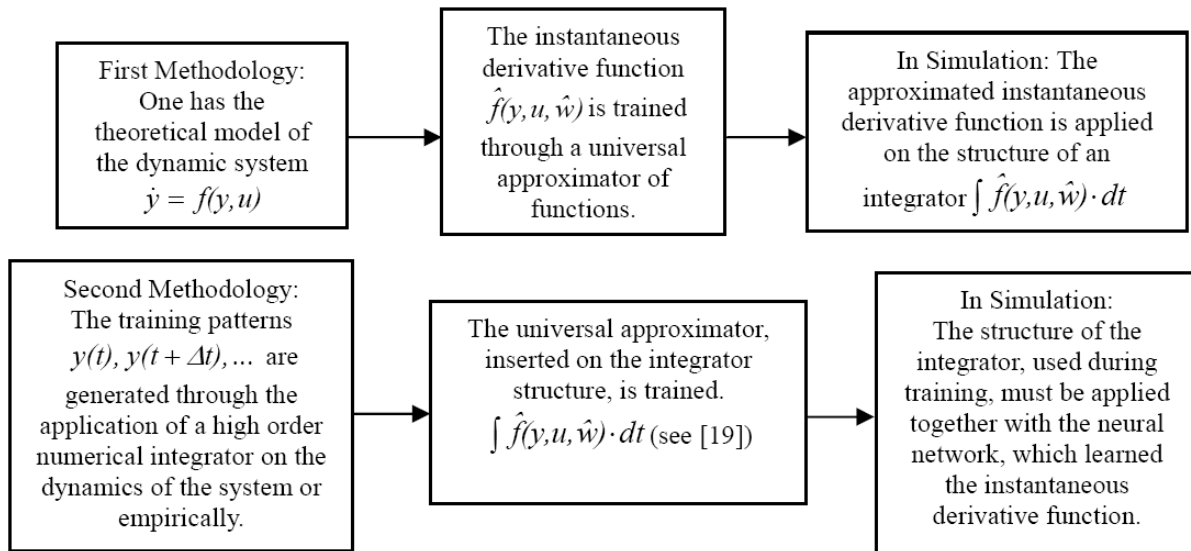 First Methodology:
One has the
theoretical model of
the dynamic system
ẏ = f(y,u)
The instantaneous
derivative function
f̂(y,u,ŵ) is trained
through a universal
approximator of
functions.
In Simulation: The
approximated instantaneous
derivative function is applied
on the structure of an
integrator ∫ f̂(y,u,ŵ)· dt
Second Methodology:
The training patterns
y(t), y(t + Δt), ... are
generated through the
application of a high order
numerical integrator on the
dynamics of the system or
empirically.
The universal approximator,
inserted on the integrator
structure, is trained.
∫ f̂(y,u,ŵ)· dt (see [19])
In Simulation:
The structure of the
integrator, used during
training, must be applied
together with the neural
network, which learned
the instantaneous
derivative function.